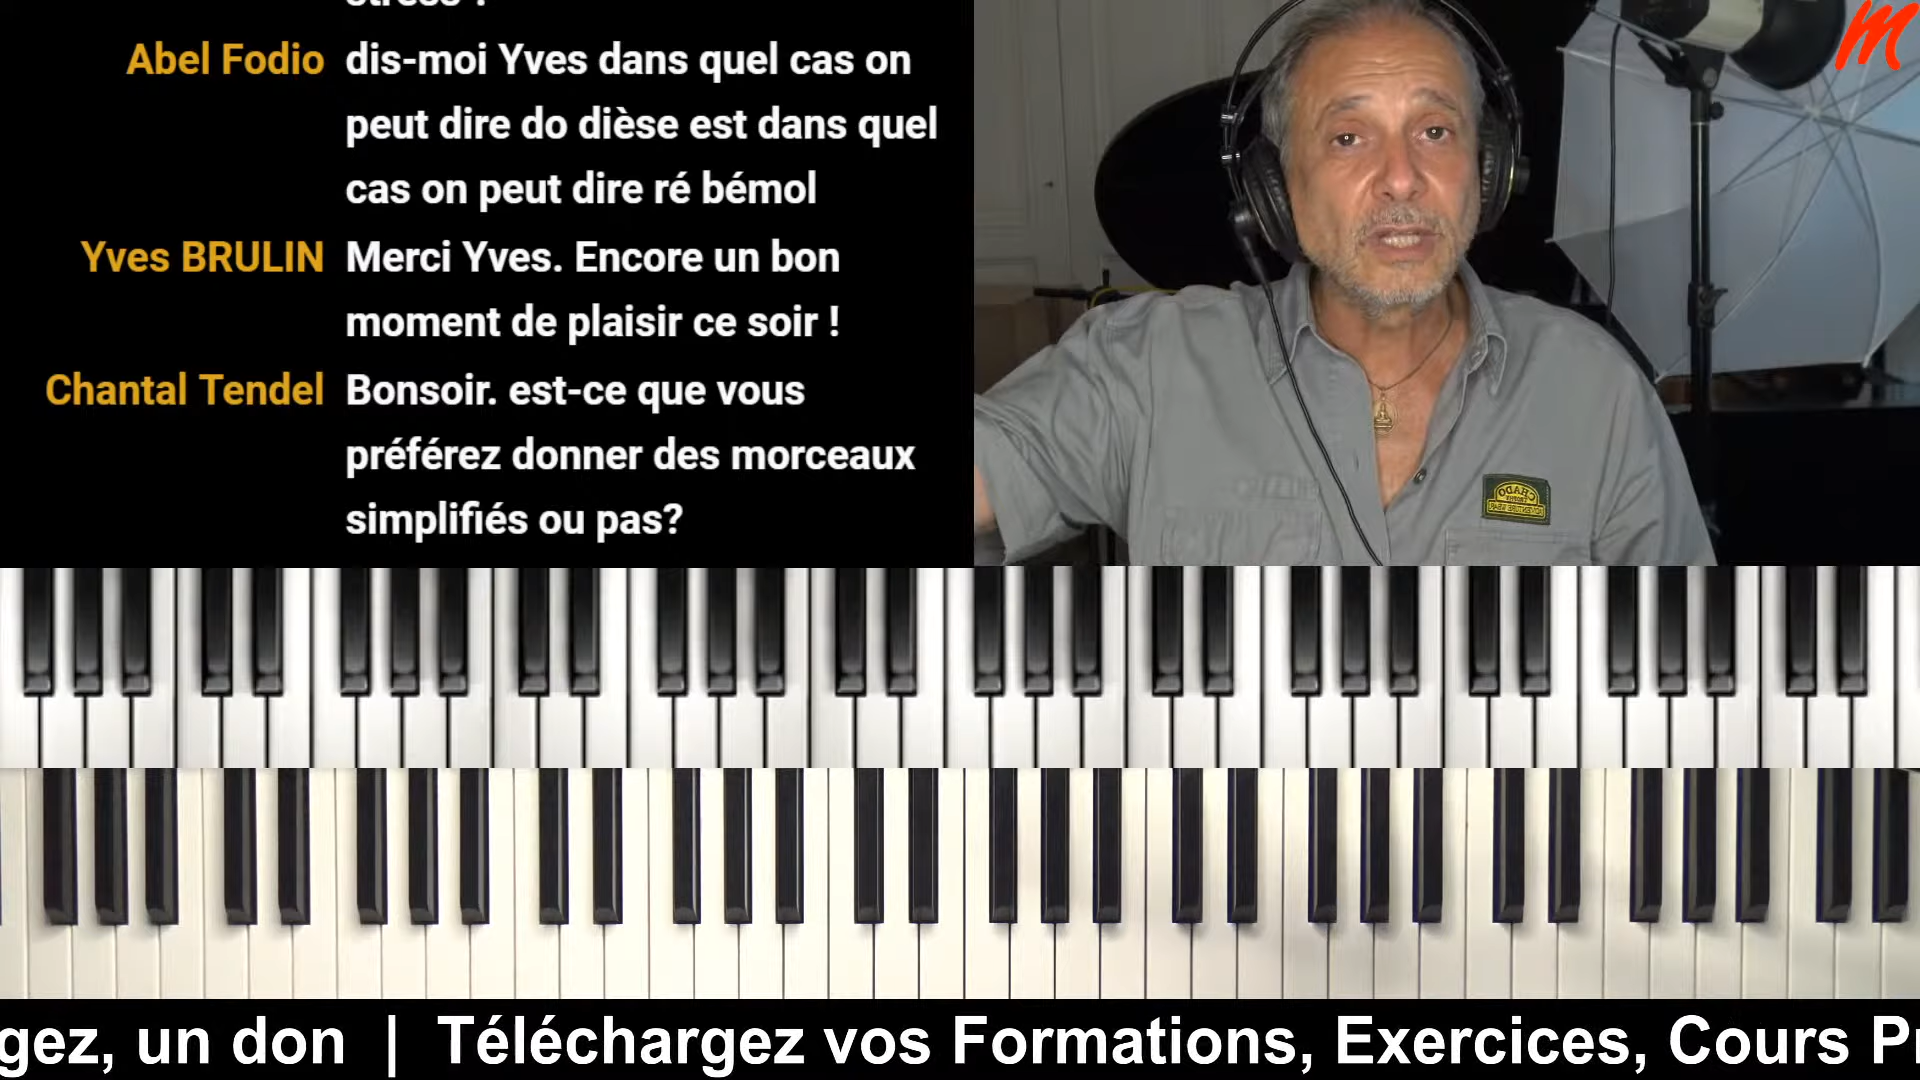 stress ?
Abel Fodio dis-moi Yves dans quel cas on
peut dire do dièse est dans quel
cas on peut dire ré bémol
Yves BRULIN Merci Yves. Encore un bon
moment de plaisir ce soir !
Chantal Tendel Bonsoir. est-ce que vous
préférez donner des morceaux
simplifiés ou pas?
M
CHADO
gez, un don | Téléchargez vos Formations, Exercices, Cours Pr